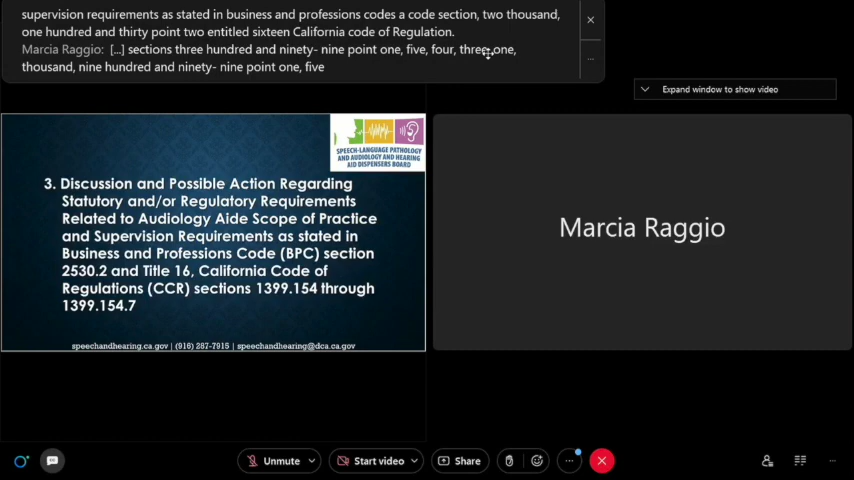 supervision requirements as stated in business and professions codes a code section, two thousand,
one hundred and thirty point two entitled sixteen California code of Regulation.
Marcia Raggio: [...] sections three hundred and ninety- nine point one, five, four, three one,
thousand, nine hundred and ninety- nine point one, five
Expand window to show video
SPEECH-LANGUAGE PATHOLOGY
AND AUDIOLOGY AND HEARING
AID DISPENSERS BOARD
3. Discussion and Possible Action Regarding
Statutory and/or Regulatory Requirements
Related to Audiology Aide Scope of Practice
and Supervision Requirements as stated in
Business and Professions Code (BPC) section
2530.2 and Title 16, California Code of
Regulations (CCR) sections 1399.154 through
1399.154.7
speechandhearing.ca.gov | (916) 287-7915 | speechandhearing@dca.ca.gov
Marcia Raggio
Unmute
Start video
Share